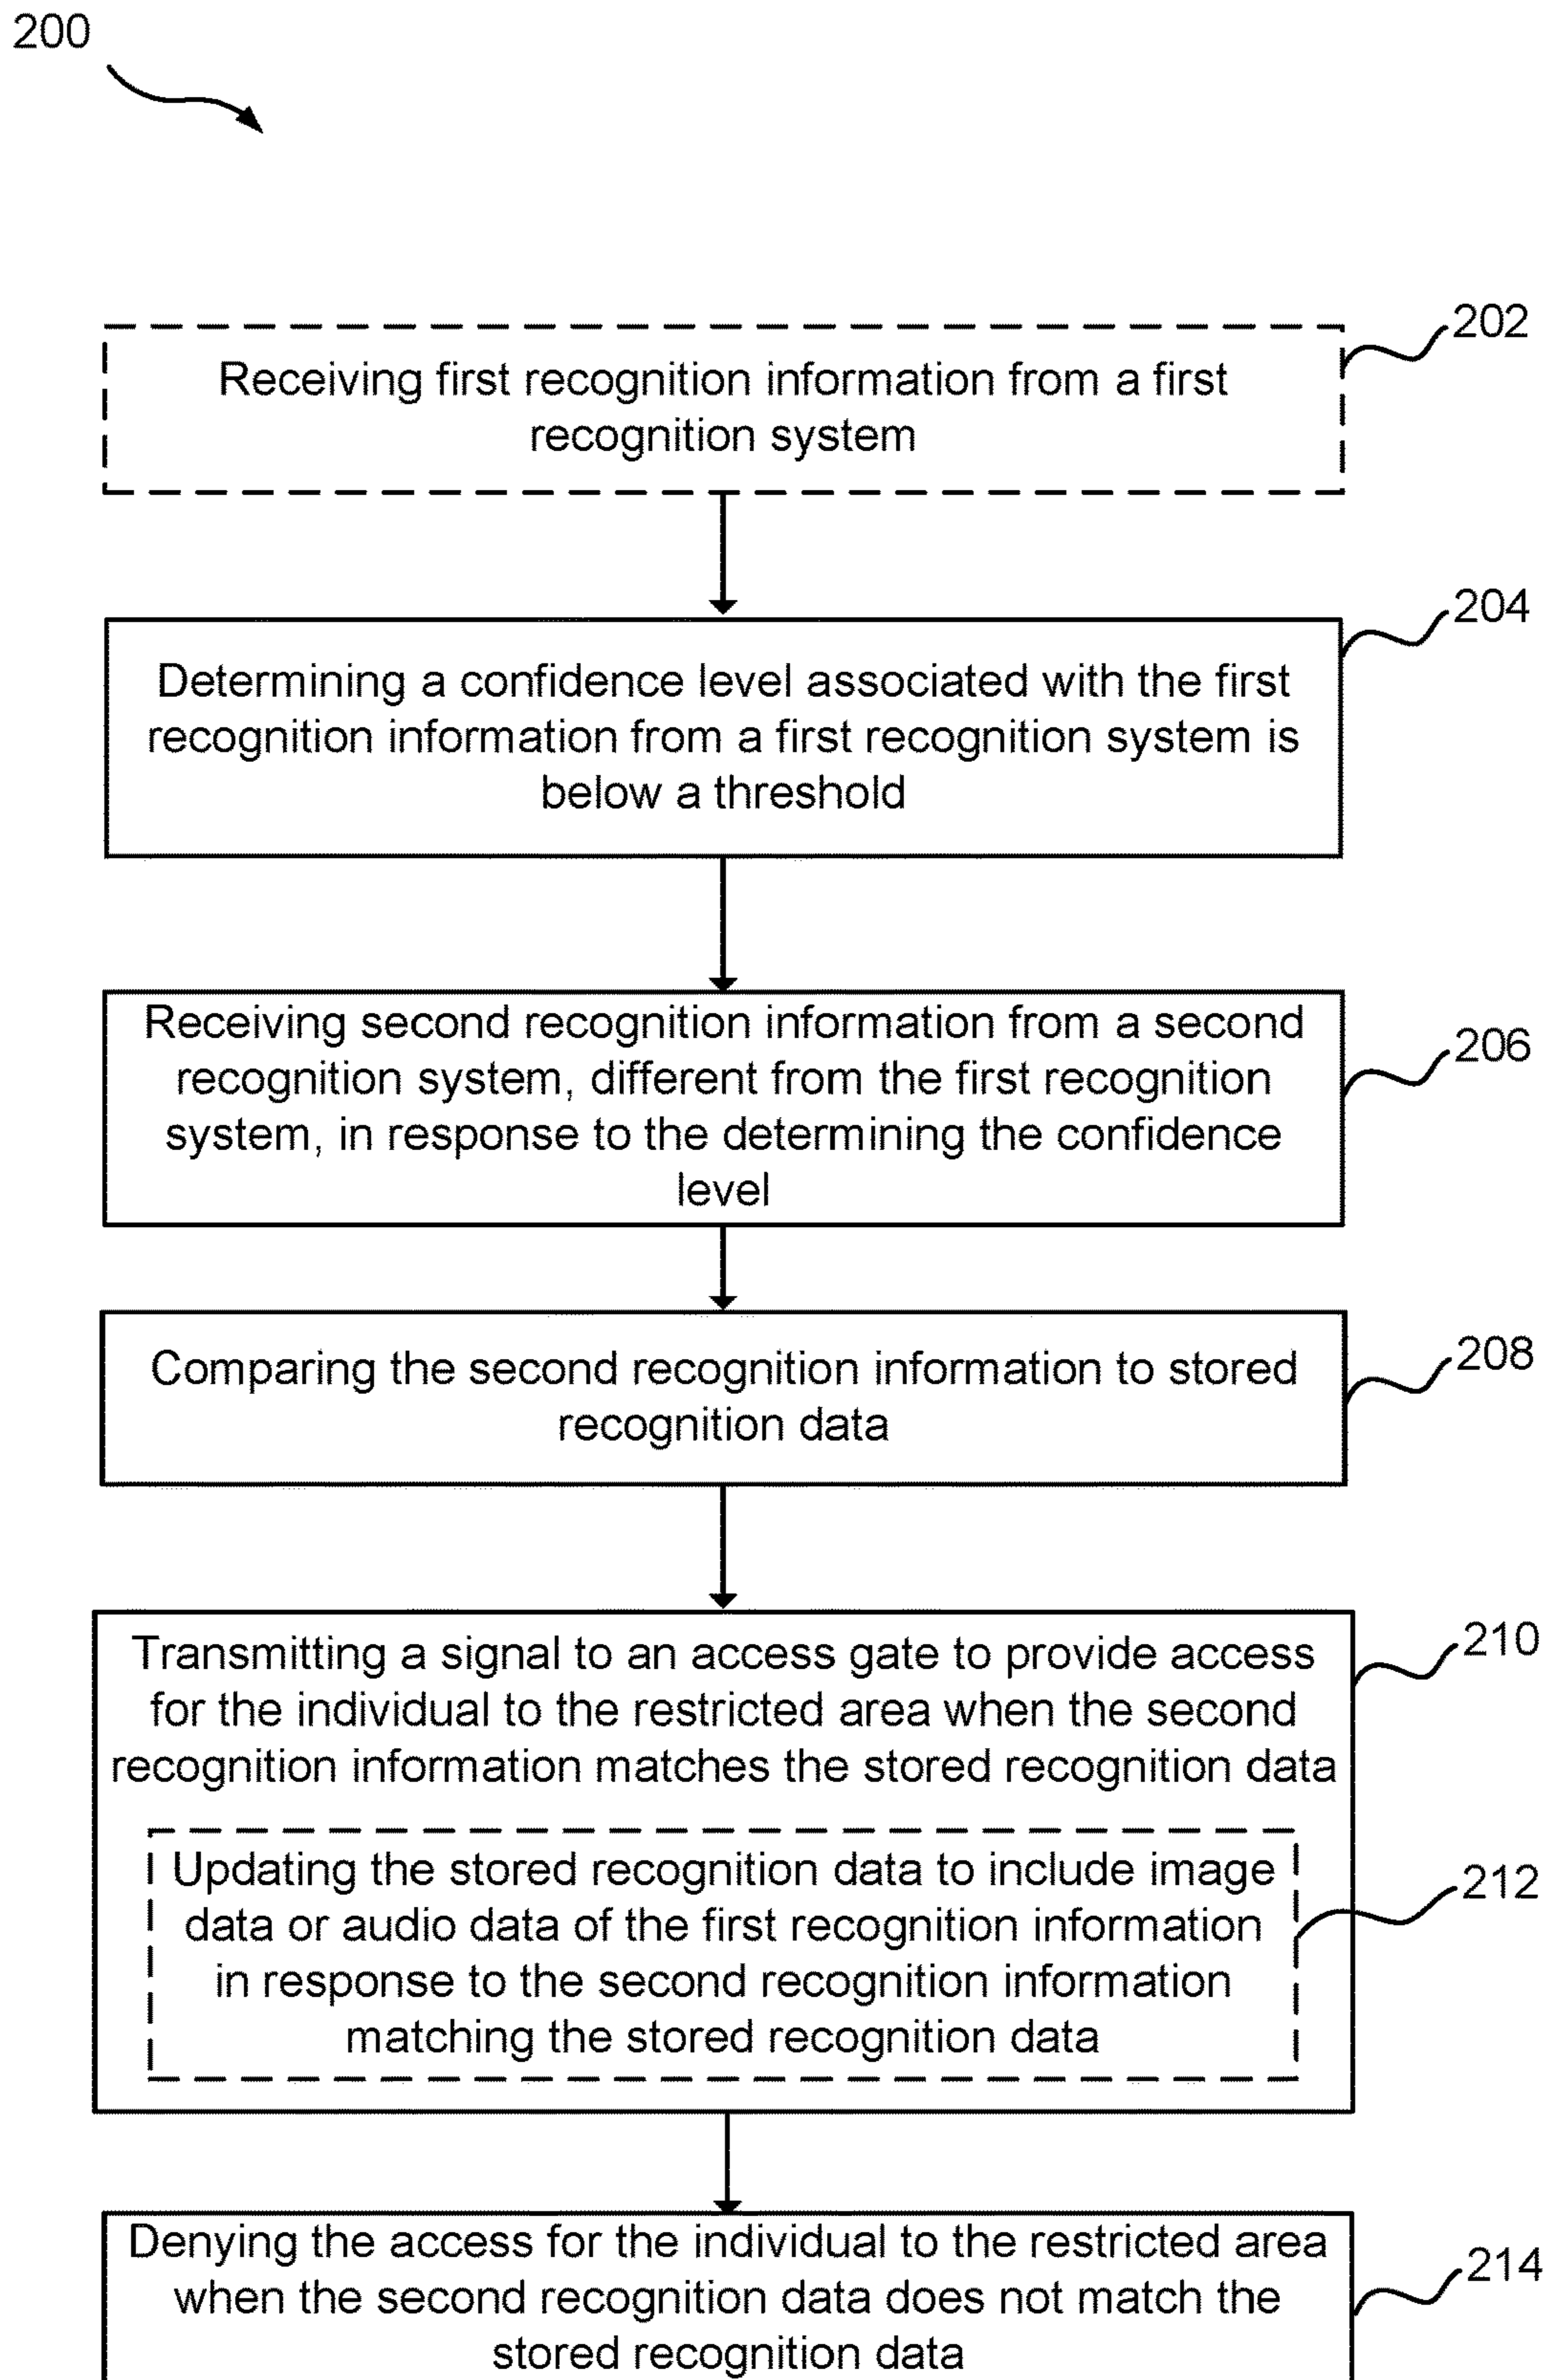 200
202
Receiving first recognition information from a first
recognition system
204
Determining a confidence level associated with the first
recognition information from a first recognition system is
below a threshold
206
Receiving second recognition information from a second
recognition system, different from the first recognition
system, in response to the determining the confidence
level
208
Comparing the second recognition information to stored
recognition data
210
Transmitting a signal to an access gate to provide access
for the individual to the restricted area when the second
recognition information matches the stored recognition data
212
Updating the stored recognition data to include image
data or audio data of the first recognition information
in response to the second recognition information
matching the stored recognition data
214
Denying the access for the individual to the restricted area
when the second recognition data does not match the
stored recognition data